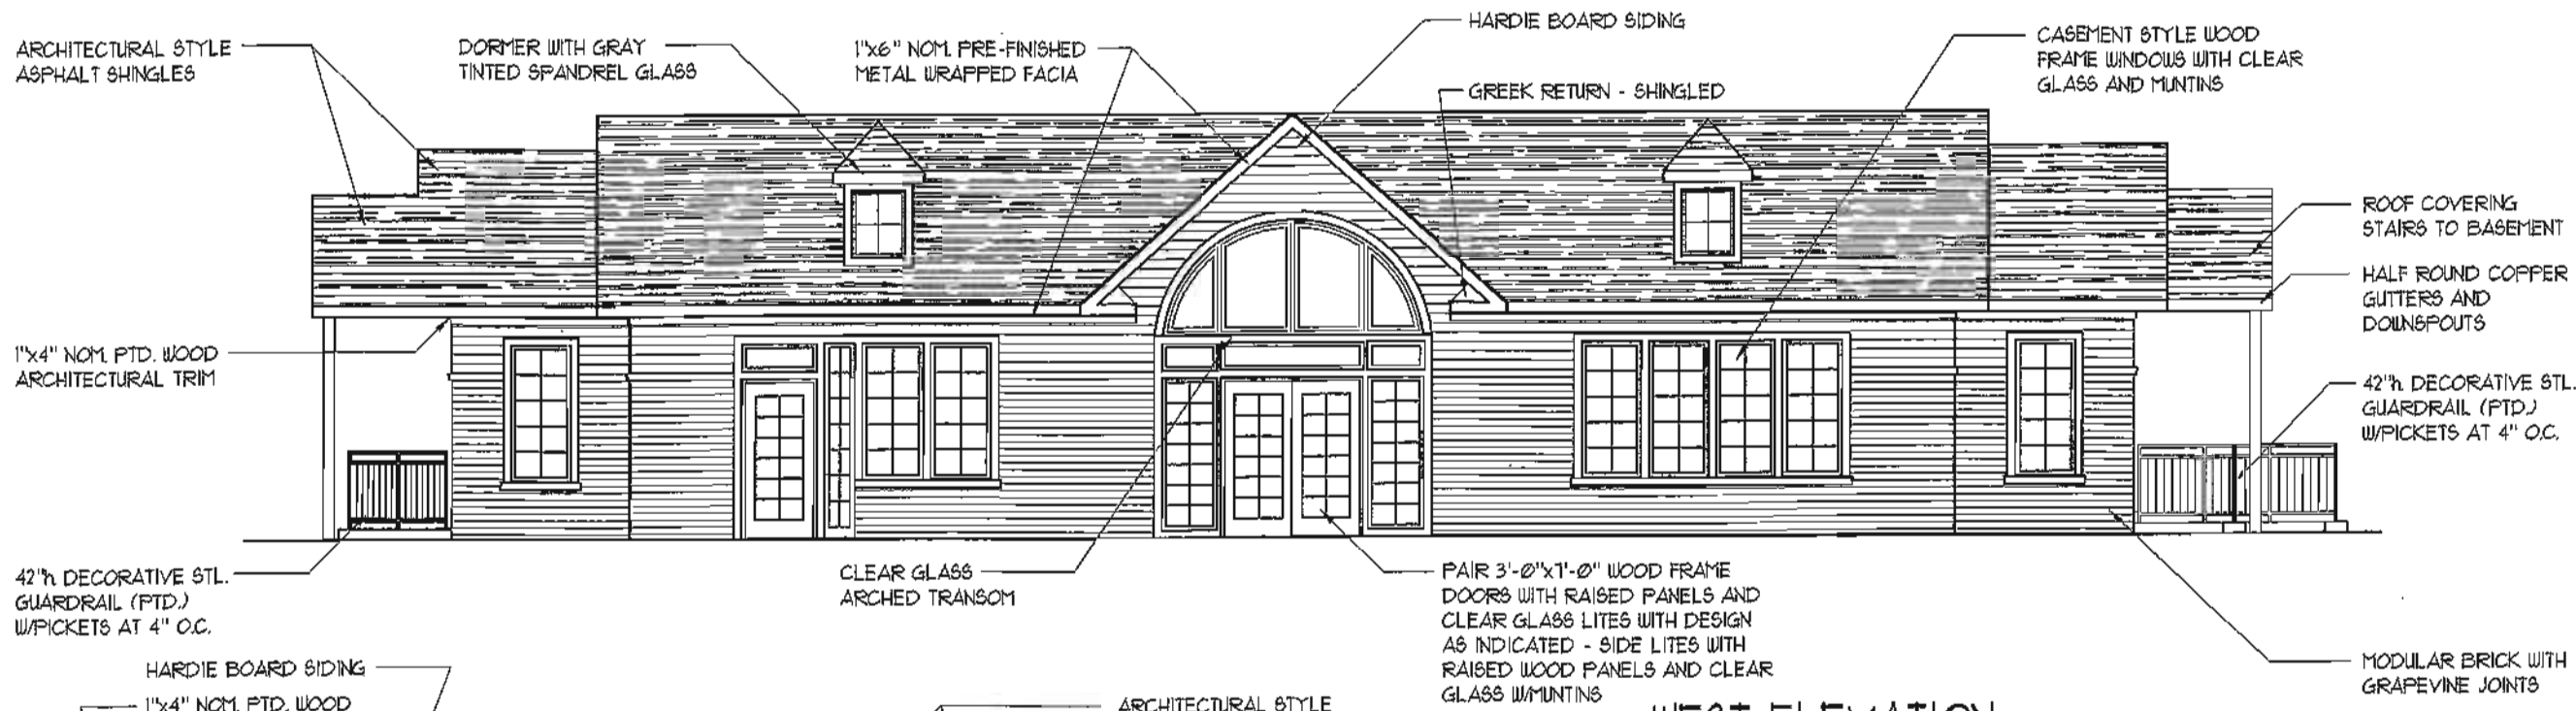 ARCHITECTURAL STYLE
ASPHALT SHINGLES
DORMER WITH GRAY
TINTED SPANDREL GLASS
1"x6" NOM. PRE-FINISHED
METAL WRAPPED FACIA
HARDIE BOARD SIDING
GREEK RETURN - SHINGLED
CASEMENT STYLE WOOD
FRAME WINDOWS WITH CLEAR
GLASS AND MUNTINS
ROOF COVERING
STAIRS TO BASEMENT
HALF ROUND COPPER
GUTTERS AND
DOWNSPOUTS
1"x4" NOM. PTD. WOOD
ARCHITECTURAL TRIM
42"h DECORATIVE STL.
GUARDRAIL (PTD.)
W/PICKETS AT 4" O.C.
42"h DECORATIVE STL.
GUARDRAIL (PTD.)
W/PICKETS AT 4" O.C.
CLEAR GLASS
ARCHED TRANSOM
PAIR 3'-0"x7'-0" WOOD FRAME
DOORS WITH RAISED PANELS AND
CLEAR GLASS LITES WITH DESIGN
AS INDICATED - SIDE LITES WITH
RAISED WOOD PANELS AND CLEAR
GLASS W/MUNTINS
MODULAR BRICK WITH
GRAPEVINE JOINTS
HARDIE BOARD SIDING
1"x4" NOM. PTD. WOOD
ARCHITECTURAL STYLE
WEST ELEVATION